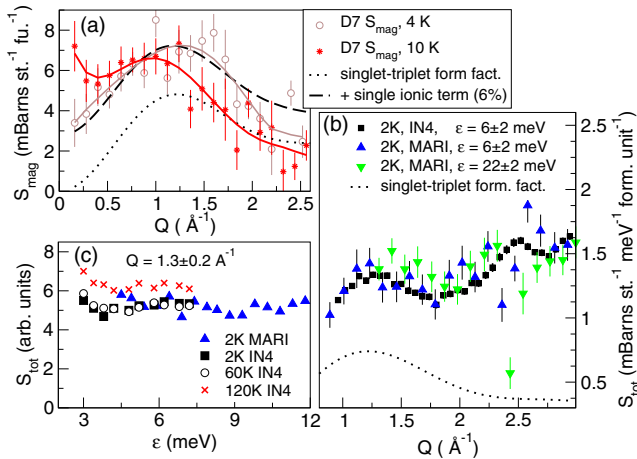 (a)
D7 S_mag, 4 K
D7 S_mag, 10 K
singlet-triplet form fact.
+ single ionic term (6%)
S_mag (mBarns st.⁻¹ fu.⁻¹)
8
6
4
2
0
0 0.5 1 1.5 2 2.5
Q ( Å⁻¹)
(b)
2K, IN4, ε = 6±2 meV
2K, MARI, ε = 6±2 meV
2K, MARI, ε = 22±2 meV
singlet-triplet form. fact.
2.5
2
1.5
1
0.5
S_tot (mBarns st.⁻¹ meV⁻¹ form. unit⁻¹)
1 1.5 2 2.5
Q ( Å⁻¹)
(c)
Q = 1.3±0.2 A⁻¹
S_tot (arb. units)
8
6
4
2
0
2K MARI
2K IN4
60K IN4
120K IN4
3 6 9 12
ε (meV)